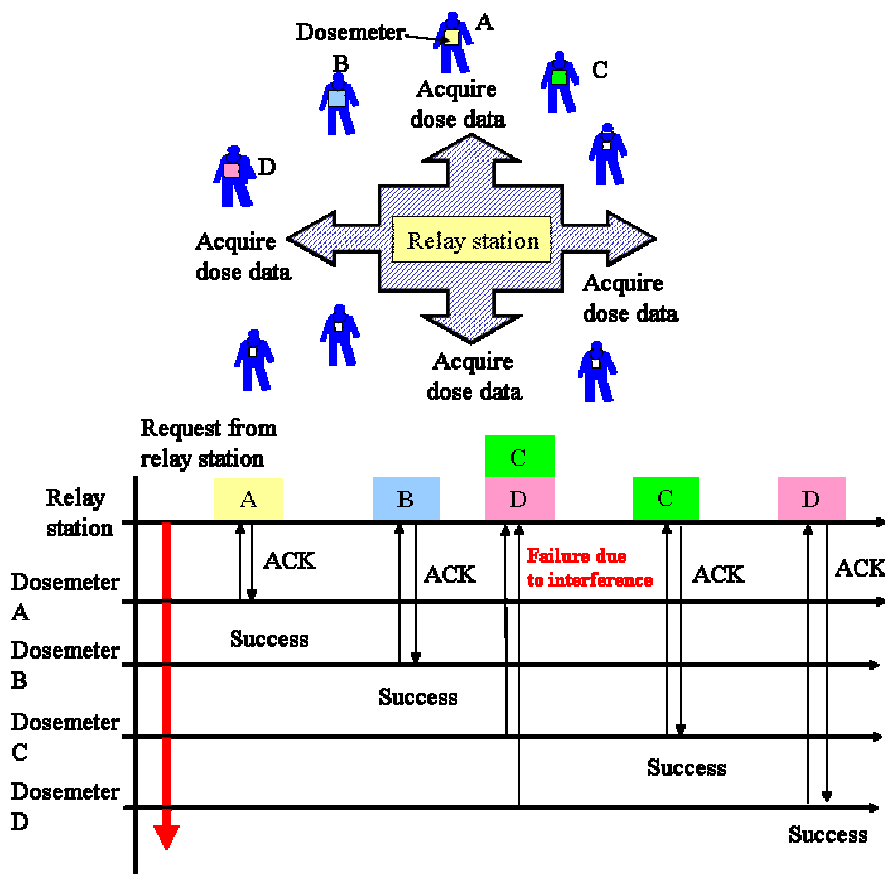 Dosemeter
A
B
C
D
Acquire
dose data
Relay station
Acquire
dose data
Acquire
dose data
Acquire
dose data
Request from
relay station
C
A
B
D
C
D
Relay
station
ACK
Failure due
to interference
ACK
ACK
ACK
Dosemeter
A
Success
Dosemeter
B
Success
Dosemeter
C
Success
Dosemeter
D
Success